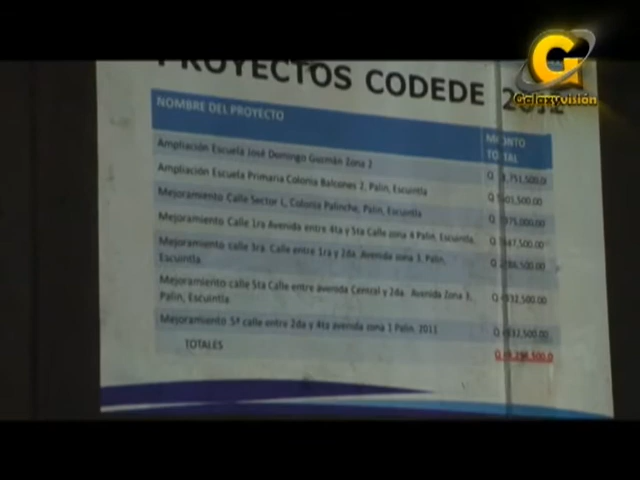 PROYECTOS CODEDE 2012
Galaxyvisión
NOMBRE DEL PROYECTO
MONTO
TOTAL
Ampliación Escuela José Domingo Guzmán Zona 2
Q
Ampliación Escuela Primaria Colonia Balcones 2, Palín, Escuintla
Q
Mejoramiento Calle Sector L, Colonia Palinche, Palín, Escuintla
Q
Mejoramiento Calle 1ra Avenida entre 4ta y 5ta Calle zona 4 Palín, Escuintla.
Q
Mejoramiento calle 3ra. Calle entre 1ra y 2da. Avenida zona 3, Palín,
Escuintla.
Q
Mejoramiento calle 5ta Calle entre avenida Central y 2da. Avenida Zona 3,
Palín, Escuintla.
Q
Mejoramiento 5ª calle entre 2da y 4ta avenida zona 1 Palín. 2011
Q
TOTALES
Q